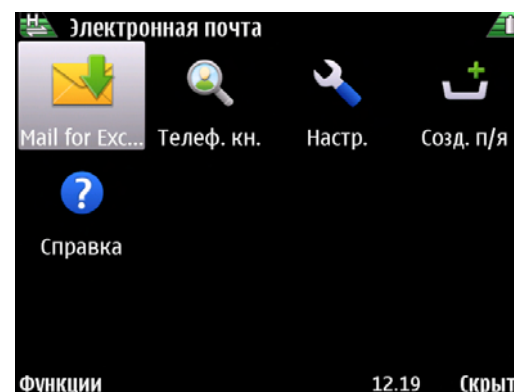 Электронная почта
Mail for Exc... Телеф. кн. Настр. Созд. п/я
Справка
Функции 12.19 Скрыт